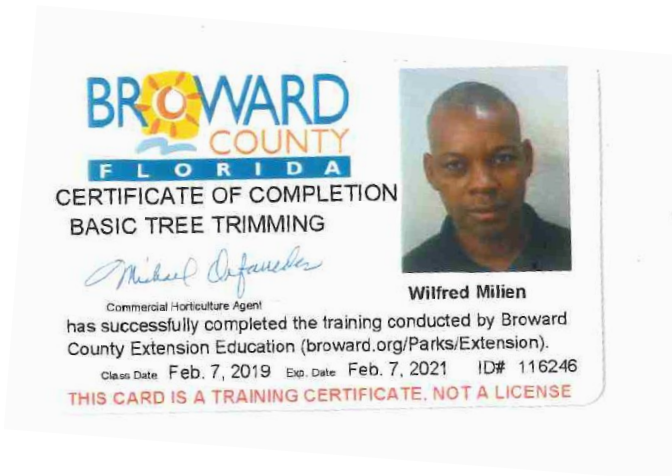 BROWARD
COUNTY
FLORIDA
CERTIFICATE OF COMPLETION
BASIC TREE TRIMMING
Commercial Horticulture Agent
Wilfred Milien
has successfully completed the training conducted by Broward
County Extension Education (broward.org/Parks/Extension).
Class Date Feb. 7, 2019 Exp. Date Feb. 7, 2021 ID# 116246
THIS CARD IS A TRAINING CERTIFICATE, NOT A LICENSE